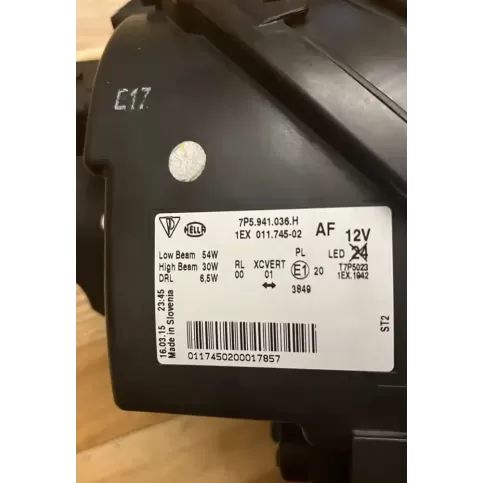 E17
HELLA
7P5.941.036.H
1EX 011.745-02 AF 12V
Low Beam 54W
High Beam 30W
DRL 6,5W
RL XCVERT PL LED 24
00 01 E1 20 T7P5023
3849 1EX.1942
16.03.15 23:45
Made in Slovenia
ST2
0117450200017857